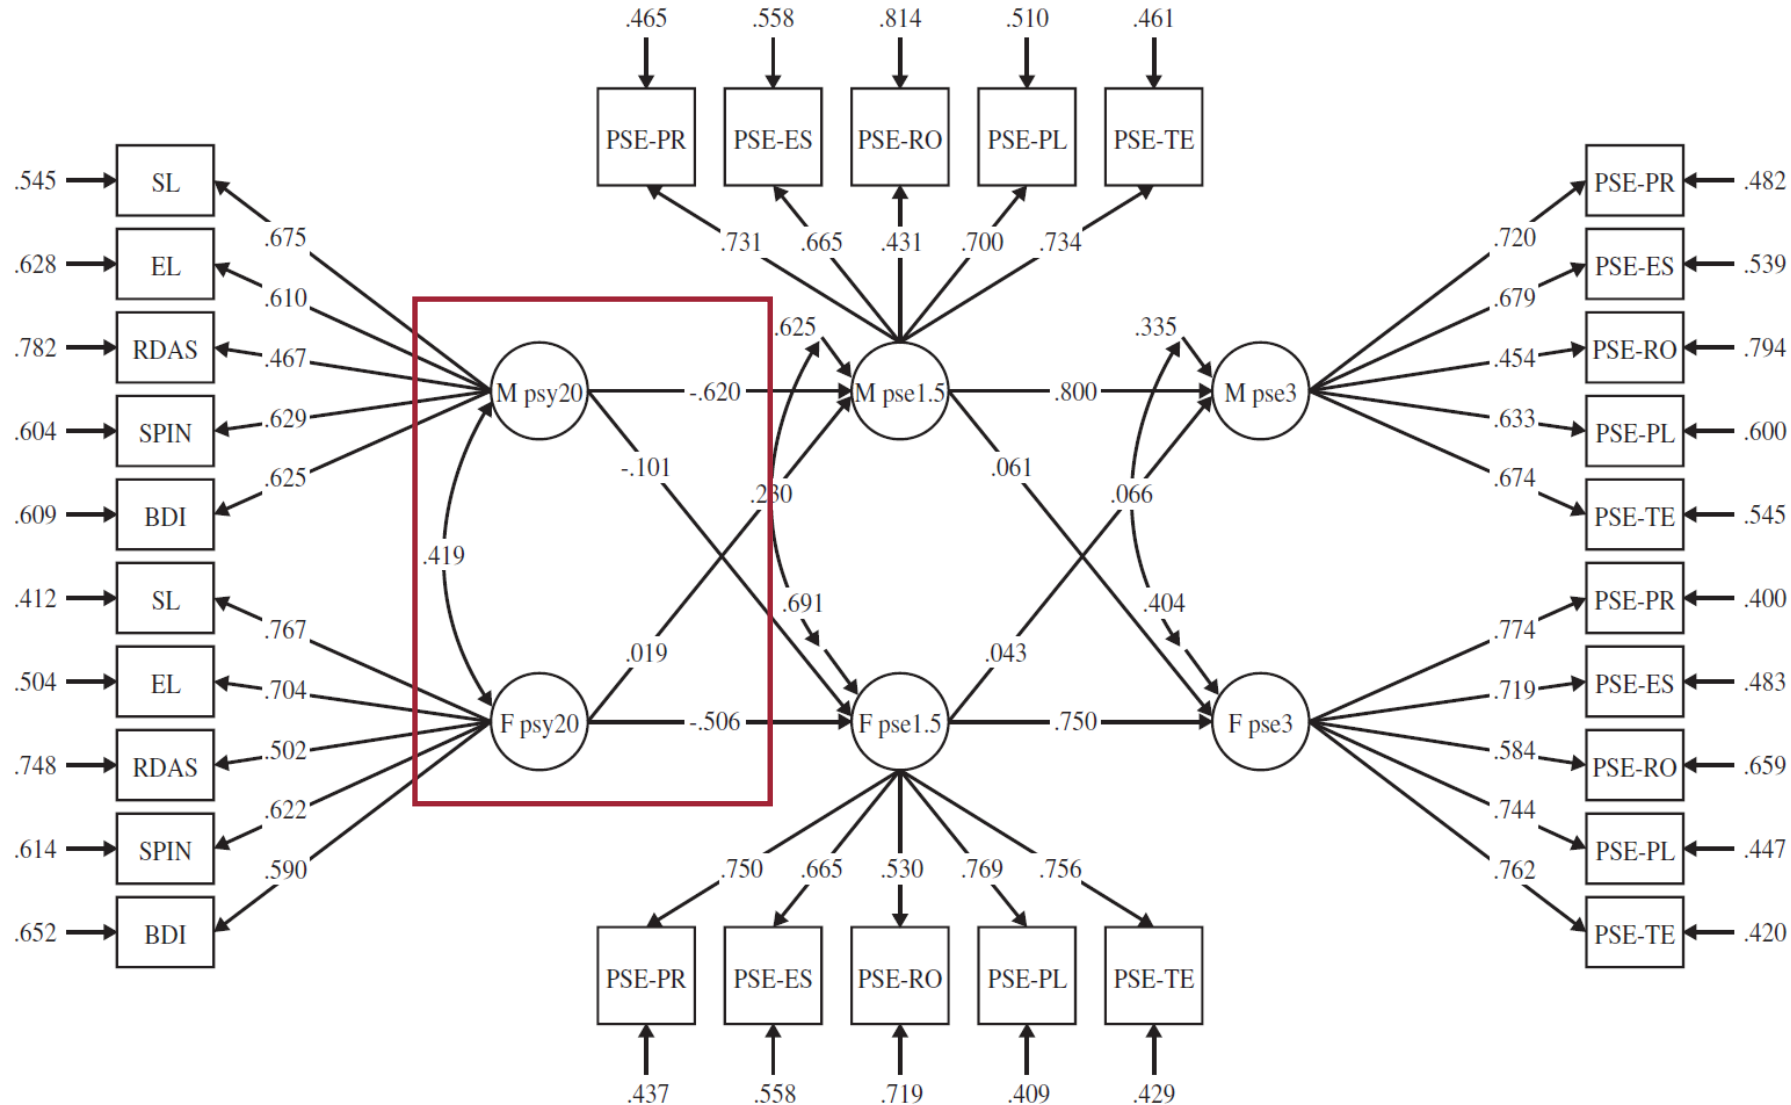 .465 .558 .814 .510 .461
PSE-PR PSE-ES PSE-RO PSE-PL PSE-TE
.731 .665 .431 .700 .734
.545 SL .675
.628 EL .610
.782 RDAS .467
.604 SPIN .629
.609 BDI .625
.412 SL .767
.504 EL .704
.748 RDAS .502
.614 SPIN .622
.652 BDI .590
M psy20 -.620 M pse1.5 .800 M pse3
.625 .335
-.101 .230 .061 .066
.419
.691 .404
.019 .043
F psy20 -.506 F pse1.5 .750 F pse3
.720 PSE-PR .482
.679 PSE-ES .539
.454 PSE-RO .794
.633 PSE-PL .600
.674 PSE-TE .545
.774 PSE-PR .400
.719 PSE-ES .483
.584 PSE-RO .659
.744 PSE-PL .447
.762 PSE-TE .420
.750 .665 .530 .769 .756
PSE-PR PSE-ES PSE-RO PSE-PL PSE-TE
.437 .558 .719 .409 .429